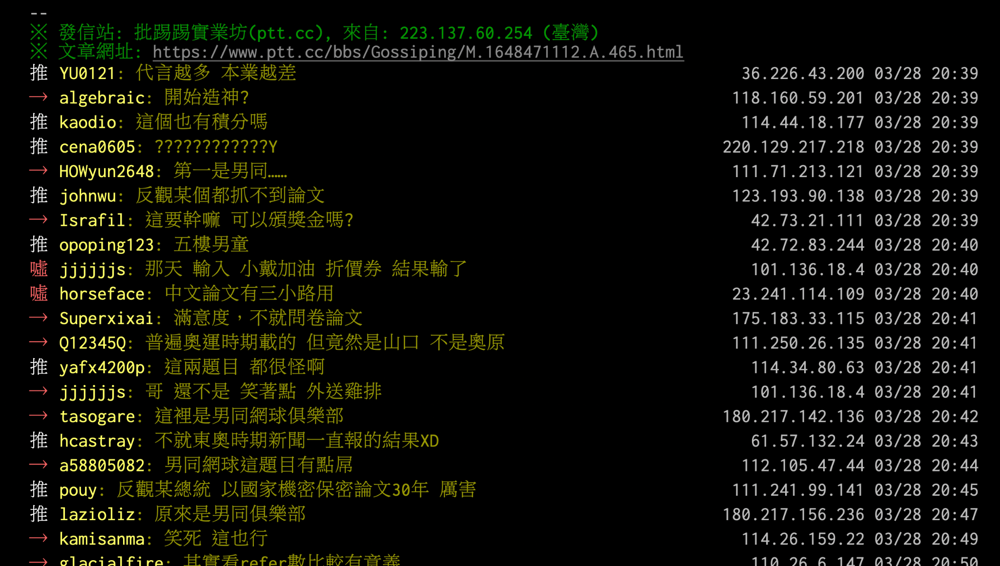 --
※ 發信站: 批踢踢實業坊(ptt.cc), 來自: 223.137.60.254 (臺灣)
※ 文章網址: https://www.ptt.cc/bbs/Gossiping/M.1648471112.A.465.html
推 YU0121: 代言越多 本業越差 36.226.43.200 03/28 20:39
→ algebraic: 開始造神? 118.160.59.201 03/28 20:39
推 kaodio: 這個也有積分嗎 114.44.18.177 03/28 20:39
推 cena0605: ????????????Y 220.129.217.218 03/28 20:39
→ HOWyun2648: 第一是男同…… 111.71.213.121 03/28 20:39
推 johnwu: 反觀某個都抓不到論文 123.193.90.138 03/28 20:39
→ Israfil: 這要幹嘛 可以頒獎金嗎? 42.73.21.111 03/28 20:39
推 opoping123: 五樓男童 42.72.83.244 03/28 20:40
噓 jjjjjjs: 那天 輸入 小戴加油 折價券 結果輸了 101.136.18.4 03/28 20:40
噓 horseface: 中文論文有三小路用 23.241.114.109 03/28 20:40
→ Superxixai: 滿意度，不就問卷論文 175.183.33.115 03/28 20:41
→ Q12345Q: 普遍奧運時期載的 但竟然是山口 不是奧原 111.250.26.135 03/28 20:41
推 yafx4200p: 這兩題目 都很怪啊 114.34.80.63 03/28 20:41
→ jjjjjjs: 哥 還不是 笑著點 外送雞排 101.136.18.4 03/28 20:41
→ tasogare: 這裡是男同網球俱樂部 180.217.142.136 03/28 20:42
推 hcastray: 不就東奧時期新聞一直報的結果XD 61.57.132.24 03/28 20:43
→ a58805082: 男同網球這題目有點屌 112.105.47.44 03/28 20:44
推 pouy: 反觀某總統 以國家機密保密論文30年 厲害 111.241.99.141 03/28 20:45
推 lazioliz: 原來是男同俱樂部 180.217.156.236 03/28 20:47
→ kamisanma: 笑死 這也行 114.26.159.22 03/28 20:49
→ glacialfire: 其實看refer數比較有意義 110.26.6.147 03/28 20:50